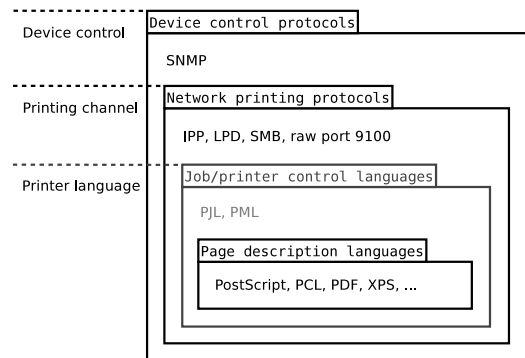 Device control protocols
Device control
SNMP
Network printing protocols
Printing channel
IPP, LPD, SMB, raw port 9100
Job/printer control languages
Printer language
PJL, PML
Page description languages
PostScript, PCL, PDF, XPS, ...